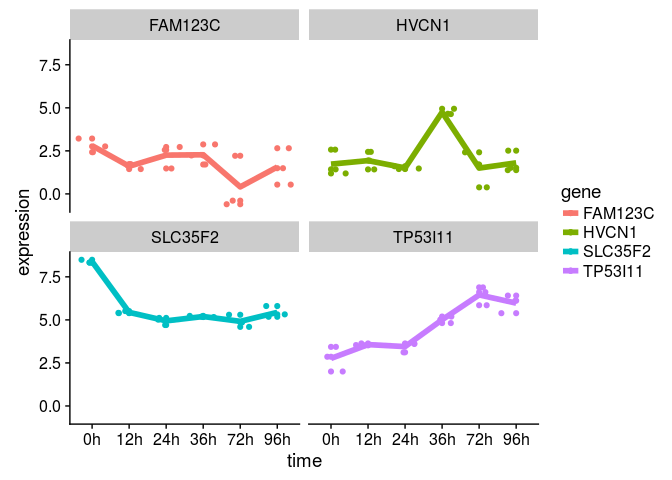 FAM123C
HVCN1
7.5
5.0
2.5
0.0
SLC35F2
TP53I11
7.5
5.0
2.5
0.0
0h 12h 24h 36h 72h 96h
0h 12h 24h 36h 72h 96h
time
expression
gene
FAM123C
HVCN1
SLC35F2
TP53I11